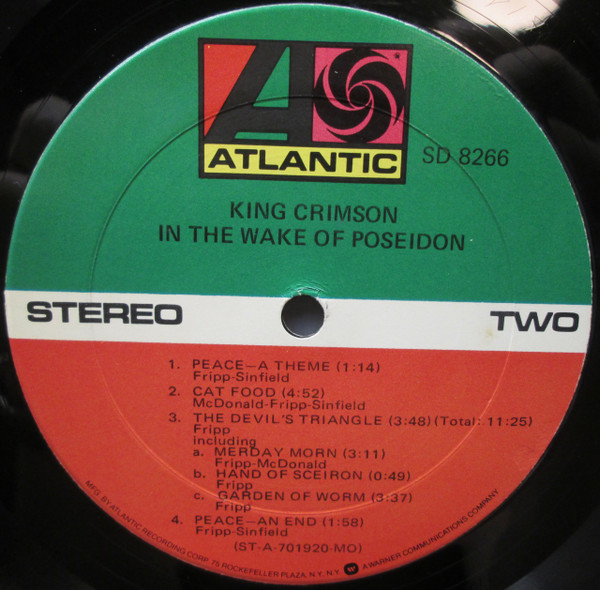 ATLANTIC
SD 8266
KING CRIMSON
IN THE WAKE OF POSEIDON
STEREO
TWO
1. PEACE—A THEME (1:14)
Fripp-Sinfield
2. CAT FOOD (4:52)
McDonald-Fripp-Sinfield
3. THE DEVIL'S TRIANGLE (3:48) (Total: 11:25)
Fripp
including
a. MERDAY MORN (3:11)
Fripp-McDonald
b. HAND OF SCEIRON (0:49)
Fripp
c. GARDEN OF WORM (3:37)
Fripp
4. PEACE—AN END (1:58)
Fripp-Sinfield
(ST-A-701920-MO)
MFG. BY ATLANTIC RECORDING CORP. 75 ROCKEFELLER PLAZA, N.Y., N.Y. W A WARNER COMMUNICATIONS COMPANY